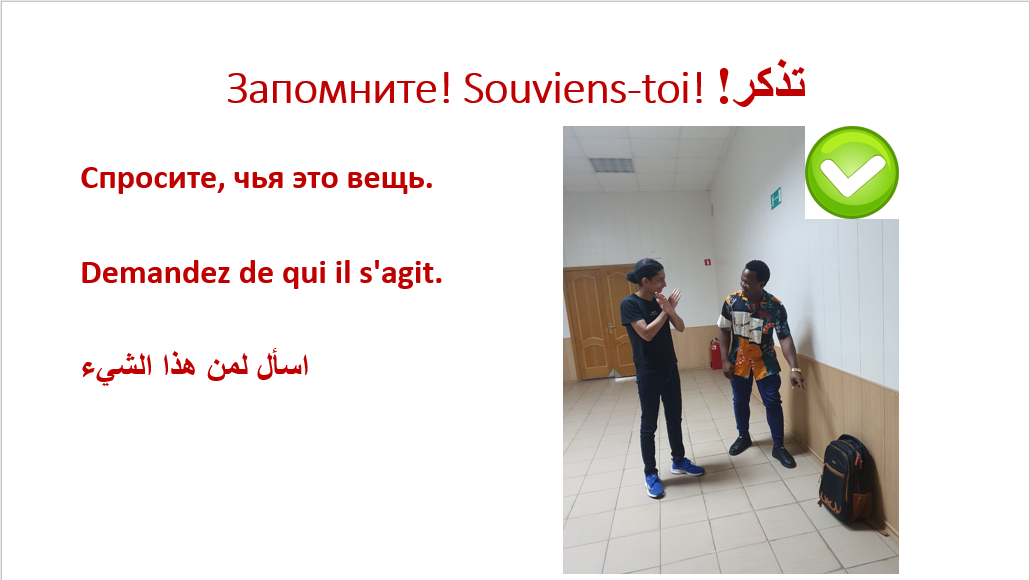 Запомните! Souviens-toi! تذكر!
Спросите, чья это вещь.
Demandez de qui il s'agit.
اسأل لمن هذا الشيء